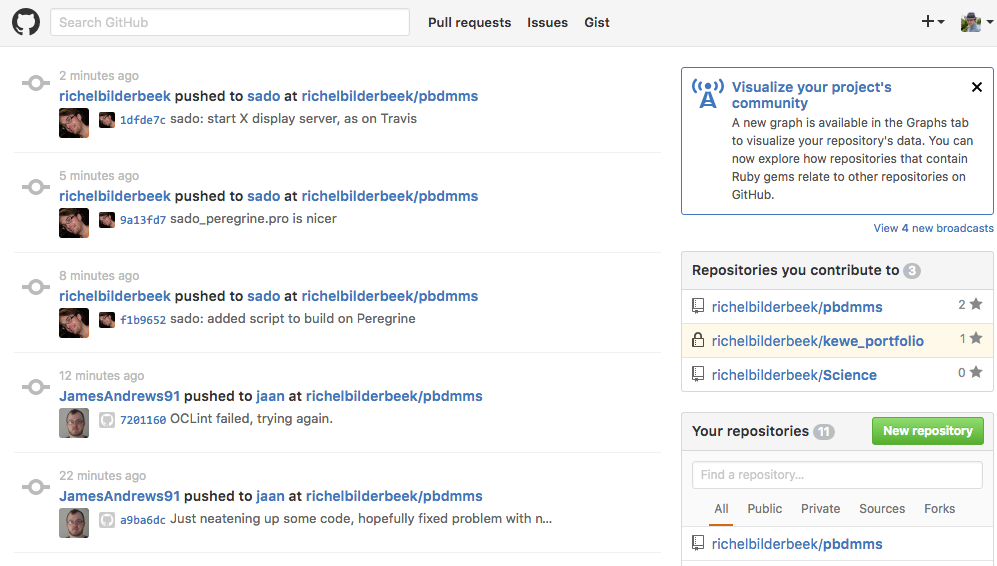 Search GitHub
Pull requests Issues Gist
2 minutes ago
richelbilderbeek pushed to sado at richelbilderbeek/pbdmms
1dfde7c sado: start X display server, as on Travis
5 minutes ago
richelbilderbeek pushed to sado at richelbilderbeek/pbdmms
9a13fd7 sado_peregrine.pro is nicer
8 minutes ago
richelbilderbeek pushed to sado at richelbilderbeek/pbdmms
f1b9652 sado: added script to build on Peregrine
12 minutes ago
JamesAndrews91 pushed to jaan at richelbilderbeek/pbdmms
7201160 OCLint failed, trying again.
22 minutes ago
JamesAndrews91 pushed to jaan at richelbilderbeek/pbdmms
a9ba6dc Just neatening up some code, hopefully fixed problem with n...
Visualize your project's
community
A new graph is available in the Graphs tab
to visualize your repository's data. You can
now explore how repositories that contain
Ruby gems relate to other repositories on
GitHub.
View 4 new broadcasts
Repositories you contribute to 3
richelbilderbeek/pbdmms 2
richelbilderbeek/kewe_portfolio 1
richelbilderbeek/Science 0
Your repositories 11 New repository
Find a repository...
All Public Private Sources Forks
richelbilderbeek/pbdmms